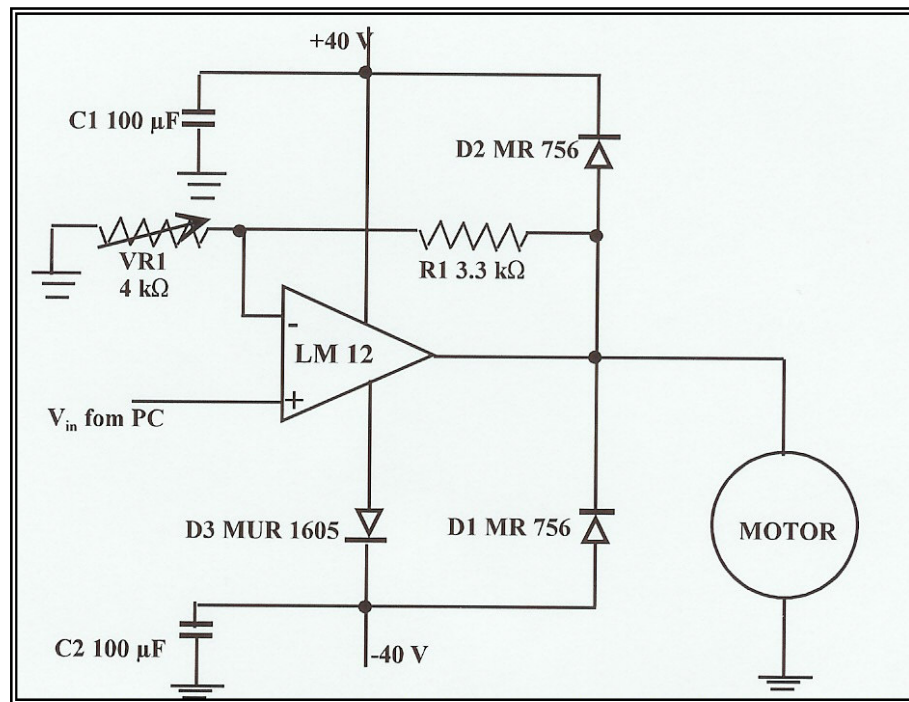 +40 V
C1 100 µF
D2 MR 756
VR1
4 kΩ
R1 3.3 kΩ
-
LM 12
+
V_in fom PC
D3 MUR 1605
D1 MR 756
MOTOR
C2 100 µF
-40 V